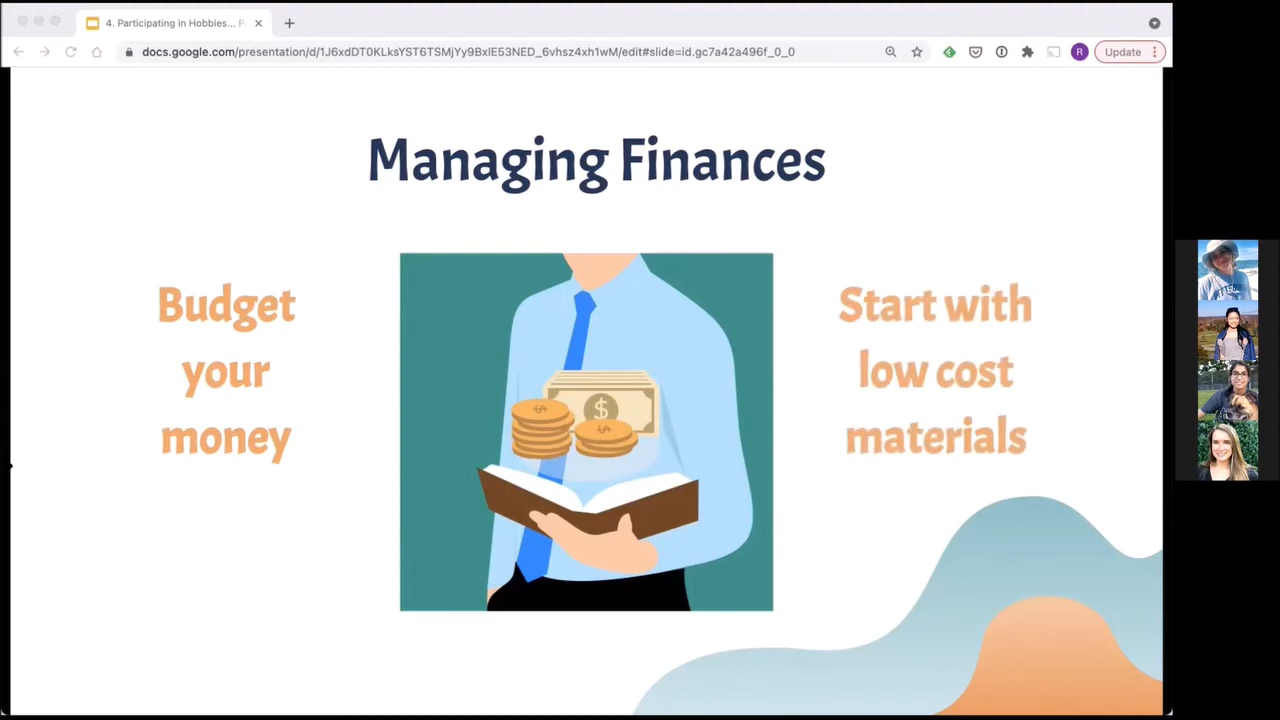 4. Participating in Hobbies... P
docs.google.com/presentation/d/1J6xdDT0KLksYST6TSMjYy9BxIE53NED_6vhsz4xh1wM/edit#slide=id.gc7a42a496f_0_0
R
Update
Managing Finances
Budget
your
money
$
$
$
Start with
low cost
materials